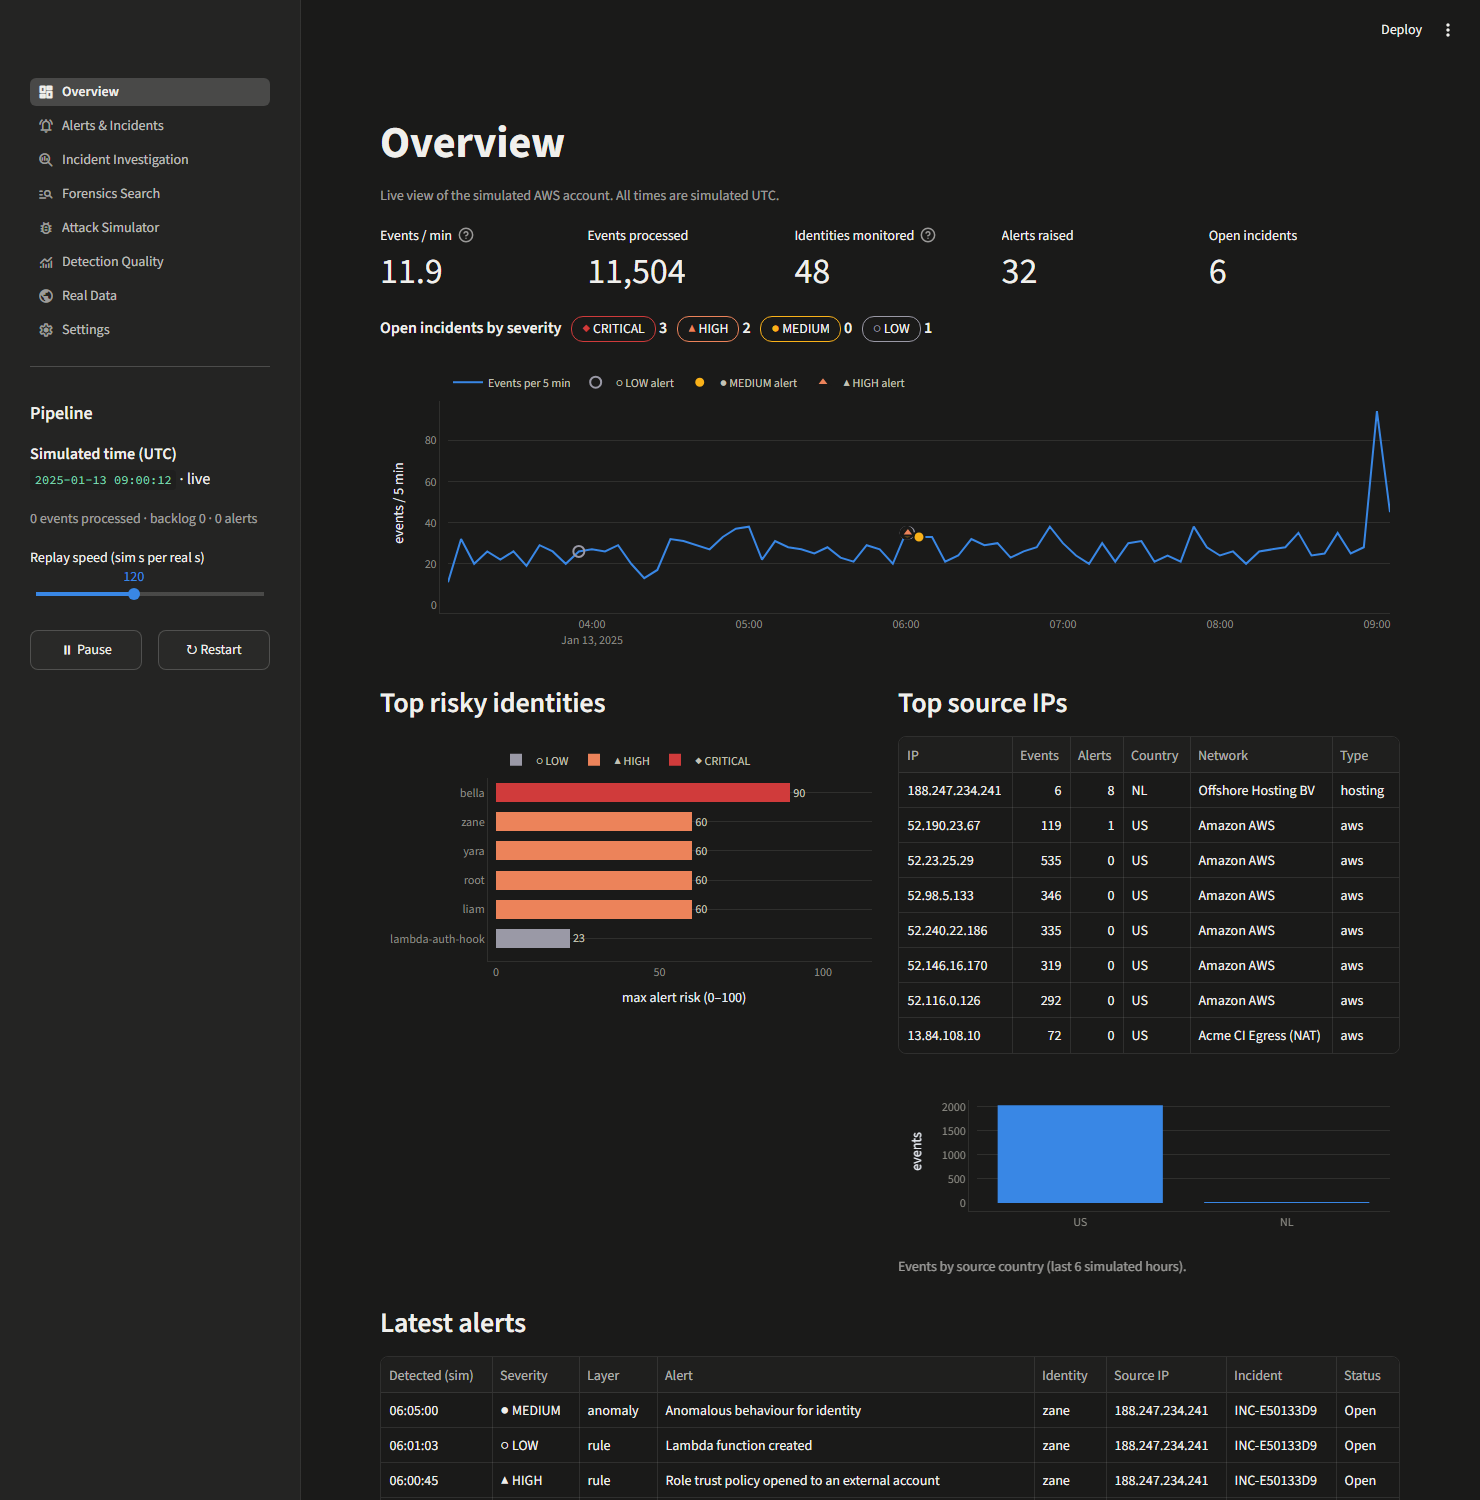 Deploy
Overview
Alerts & Incidents
Incident Investigation
Forensics Search
Attack Simulator
Detection Quality
Real Data
Settings
Pipeline
Simulated time (UTC)
2025-01-13 09:00:12 · live
0 events processed · backlog 0 · 0 alerts
Replay speed (sim s per real s)
120
Pause
Restart
Overview
Live view of the simulated AWS account. All times are simulated UTC.
Events / min
11.9
Events processed
11,504
Identities monitored
48
Alerts raised
32
Open incidents
6
Open incidents by severity ◆ CRITICAL 3 ▲ HIGH 2 ● MEDIUM 0 ○ LOW 1
Events per 5 min ○ LOW alert ● MEDIUM alert ▲ HIGH alert
events / 5 min
80
60
40
20
0
04:00 05:00 06:00 07:00 08:00 09:00
Jan 13, 2025
Top risky identities
○ LOW ▲ HIGH ◆ CRITICAL
bella 90
zane 60
yara 60
root 60
liam 60
lambda-auth-hook 23
0 50 100
max alert risk (0–100)
Top source IPs
IP Events Alerts Country Network Type
188.247.234.241 6 8 NL Offshore Hosting BV hosting
52.190.23.67 119 1 US Amazon AWS aws
52.23.25.29 535 0 US Amazon AWS aws
52.98.5.133 346 0 US Amazon AWS aws
52.240.22.186 335 0 US Amazon AWS aws
52.146.16.170 319 0 US Amazon AWS aws
52.116.0.126 292 0 US Amazon AWS aws
13.84.108.10 72 0 US Acme CI Egress (NAT) aws
events
2000
1500
1000
500
0
US NL
Events by source country (last 6 simulated hours).
Latest alerts
Detected (sim) Severity Layer Alert Identity Source IP Incident Status
06:05:00 ● MEDIUM anomaly Anomalous behaviour for identity zane 188.247.234.241 INC-E50133D9 Open
06:01:03 ○ LOW rule Lambda function created zane 188.247.234.241 INC-E50133D9 Open
06:00:45 ▲ HIGH rule Role trust policy opened to an external account zane 188.247.234.241 INC-E50133D9 Open